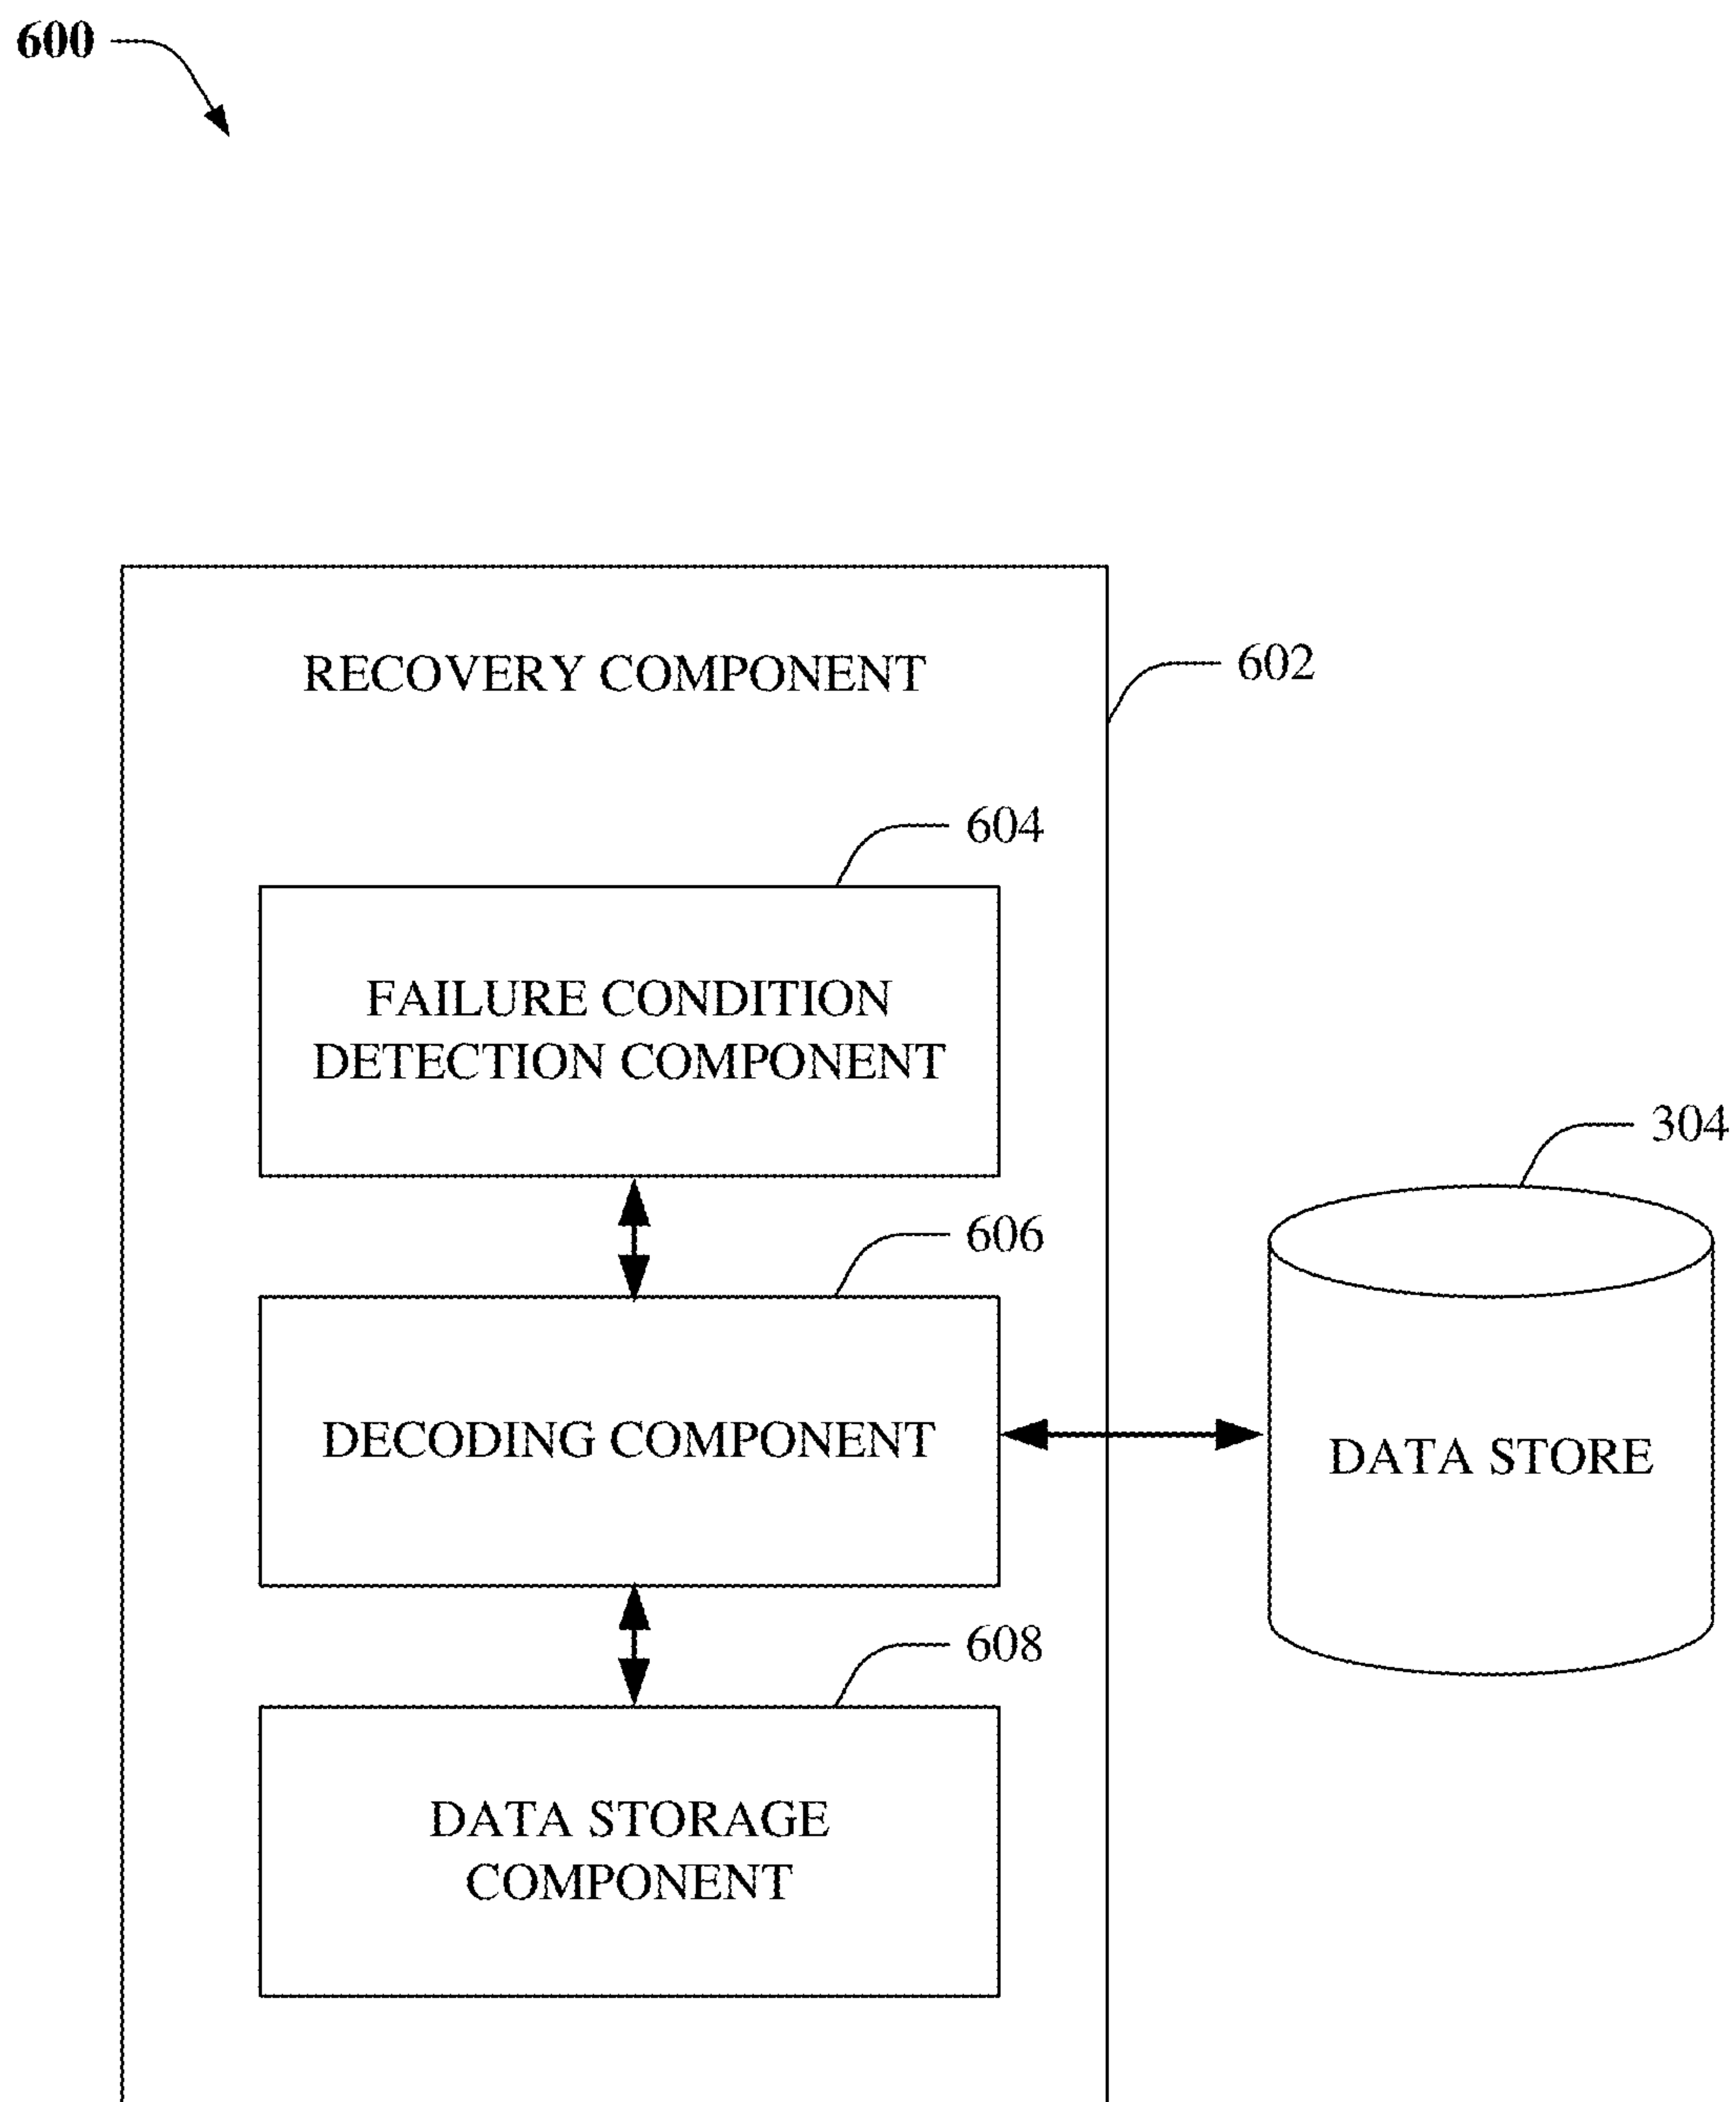 600
RECOVERY COMPONENT
602
604
FAILURE CONDITION
DETECTION COMPONENT
304
606
DECODING COMPONENT
DATA STORE
608
DATA STORAGE
COMPONENT